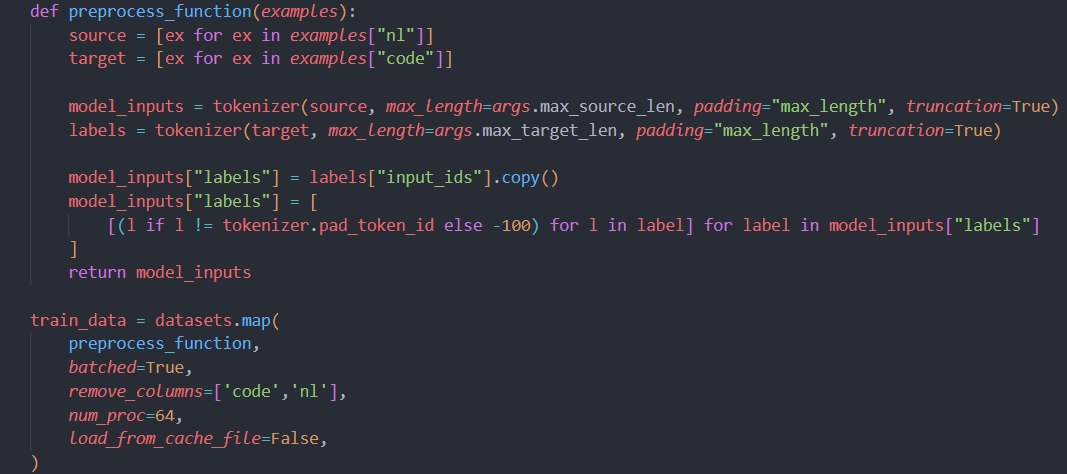 def preprocess_function(examples):
    source = [ex for ex in examples["nl"]]
    target = [ex for ex in examples["code"]]

    model_inputs = tokenizer(source, max_length=args.max_source_len, padding="max_length", truncation=True)
    labels = tokenizer(target, max_length=args.max_target_len, padding="max_length", truncation=True)

    model_inputs["labels"] = labels["input_ids"].copy()
    model_inputs["labels"] = [
        [(l if l != tokenizer.pad_token_id else -100) for l in label] for label in model_inputs["labels"]
    ]
    return model_inputs

train_data = datasets.map(
    preprocess_function,
    batched=True,
    remove_columns=['code','nl'],
    num_proc=64,
    load_from_cache_file=False,
)